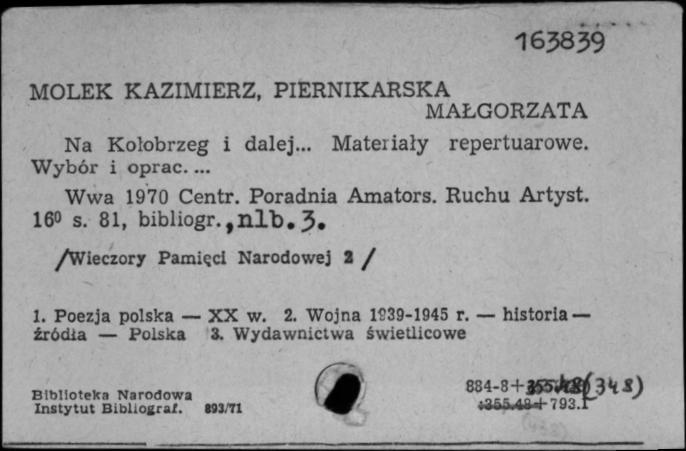 163839
MOLEK KAZIMIERZ, PIERNIKARSKA
MAŁGORZATA
Na Kołobrzeg i dalej... Materiały repertuarowe.
Wybór i oprac. ...
Wwa 1970 Centr. Poradnia Amators. Ruchu Artyst.
16⁰ s. 81, bibliogr., nlb. 3.
/Wieczory Pamięci Narodowej 2 /
1. Poezja polska — XX w. 2. Wojna 1939-1945 r. — historia —
źródła — Polska 3. Wydawnictwa świetlicowe
Biblioteka Narodowa
Instytut Bibliograf. 893/71
884-8+
+793.1